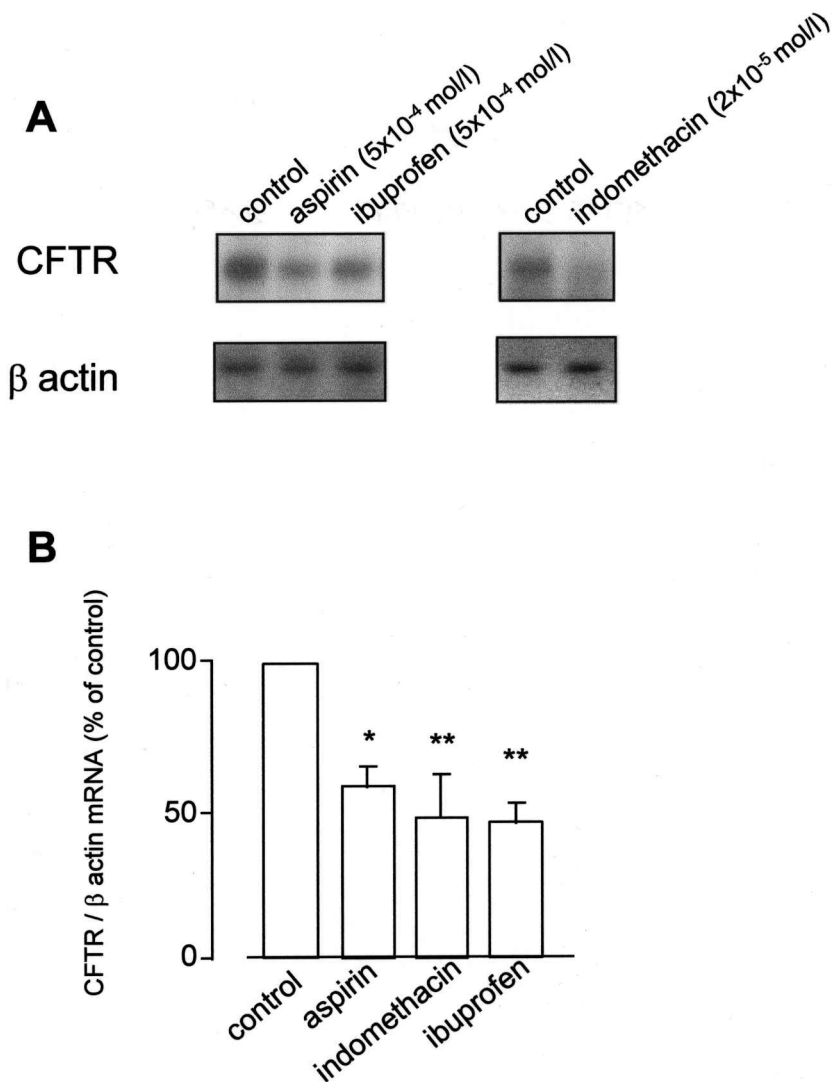 A
control
aspirin (5x10⁻⁴ mol/l)
ibuprofen (5x10⁻⁴ mol/l)
control
indomethacin (2x10⁻⁵ mol/l)
CFTR
β actin
B
CFTR / β actin mRNA (% of control)
100
50
0
*
**
**
control
aspirin
indomethacin
ibuprofen